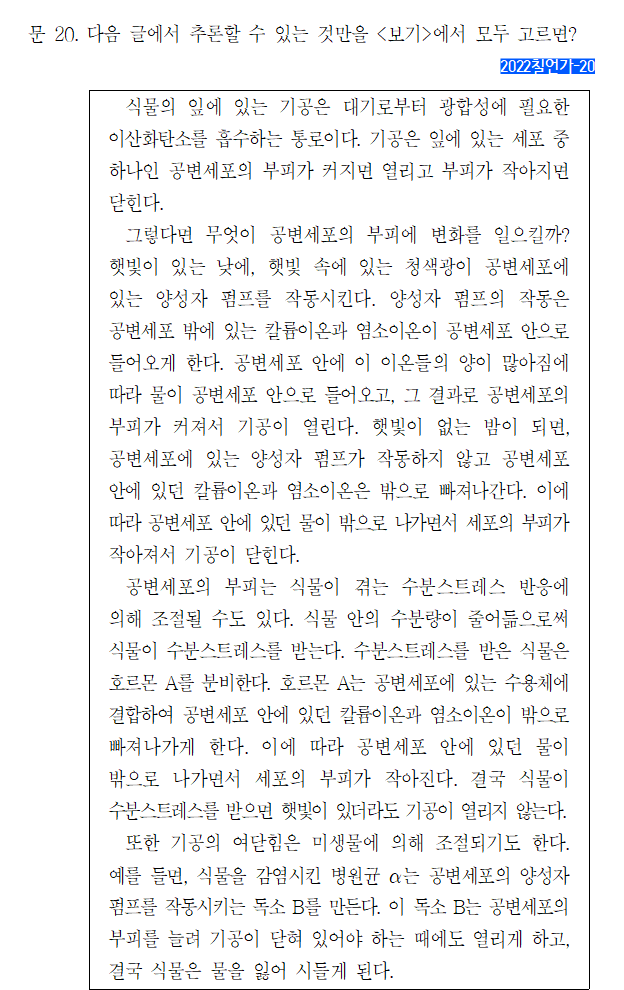 문 20. 다음 글에서 추론할 수 있는 것만을 <보기>에서 모두 고르면?
2022칠언가-20
식물의 잎에 있는 기공은 대기로부터 광합성에 필요한
이산화탄소를 흡수하는 통로이다. 기공은 잎에 있는 세포 중
하나인 공변세포의 부피가 커지면 열리고 부피가 작아지면
닫힌다.
그렇다면 무엇이 공변세포의 부피에 변화를 일으킬까?
햇빛이 있는 낮에, 햇빛 속에 있는 청색광이 공변세포에
있는 양성자 펌프를 작동시킨다. 양성자 펌프의 작동은
공변세포 밖에 있는 칼륨이온과 염소이온이 공변세포 안으로
들어오게 한다. 공변세포 안에 이 이온들의 양이 많아짐에
따라 물이 공변세포 안으로 들어오고, 그 결과로 공변세포의
부피가 커져서 기공이 열린다. 햇빛이 없는 밤이 되면,
공변세포에 있는 양성자 펌프가 작동하지 않고 공변세포
안에 있던 칼륨이온과 염소이온은 밖으로 빠져나간다. 이에
따라 공변세포 안에 있던 물이 밖으로 나가면서 세포의 부피가
작아져서 기공이 닫힌다.
공변세포의 부피는 식물이 겪는 수분스트레스 반응에
의해 조절될 수도 있다. 식물 안의 수분량이 줄어듦으로써
식물이 수분스트레스를 받는다. 수분스트레스를 받은 식물은
호르몬 A를 분비한다. 호르몬 A는 공변세포에 있는 수용체에
결합하여 공변세포 안에 있던 칼륨이온과 염소이온이 밖으로
빠져나가게 한다. 이에 따라 공변세포 안에 있던 물이
밖으로 나가면서 세포의 부피가 작아진다. 결국 식물이
수분스트레스를 받으면 햇빛이 있더라도 기공이 열리지 않는다.
또한 기공의 여닫힘은 미생물에 의해 조절되기도 한다.
예를 들면, 식물을 감염시킨 병원균 α는 공변세포의 양성자
펌프를 작동시키는 독소 B를 만든다. 이 독소 B는 공변세포의
부피를 늘려 기공이 닫혀 있어야 하는 때에도 열리게 하고,
결국 식물은 물을 잃어 시들게 된다.